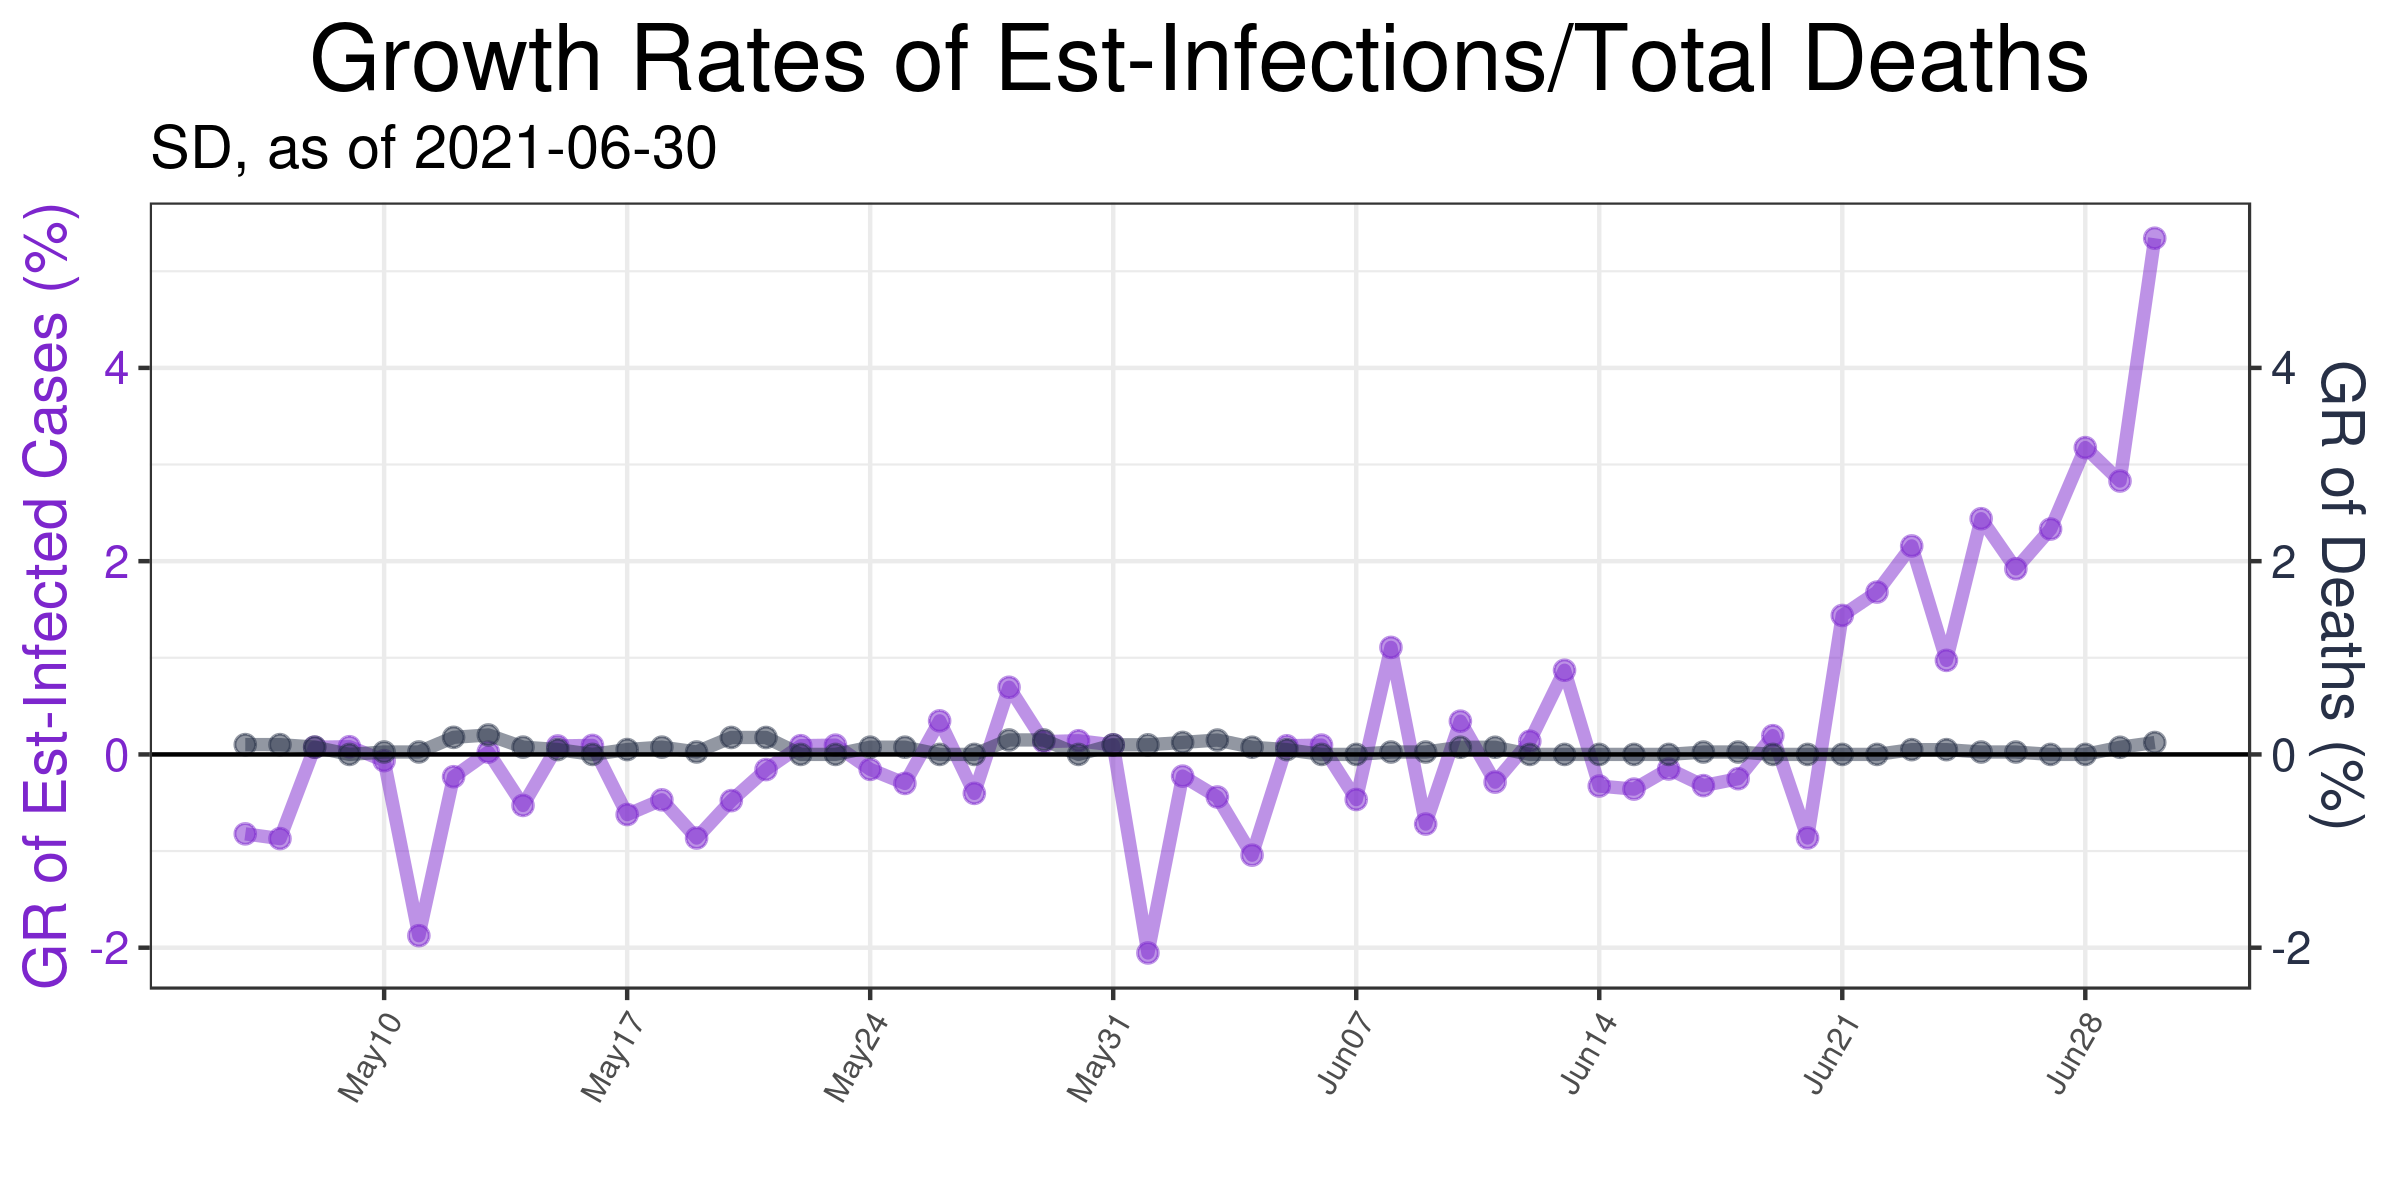 Growth Rates of Est-Infections/Total Deaths
SD, as of 2021-06-30
GR of Est-Infected Cases (%)
4
2
0
-2
4
2
0
-2
GR of Deaths (%)
May10
May17
May24
May31
Jun07
Jun14
Jun21
Jun28